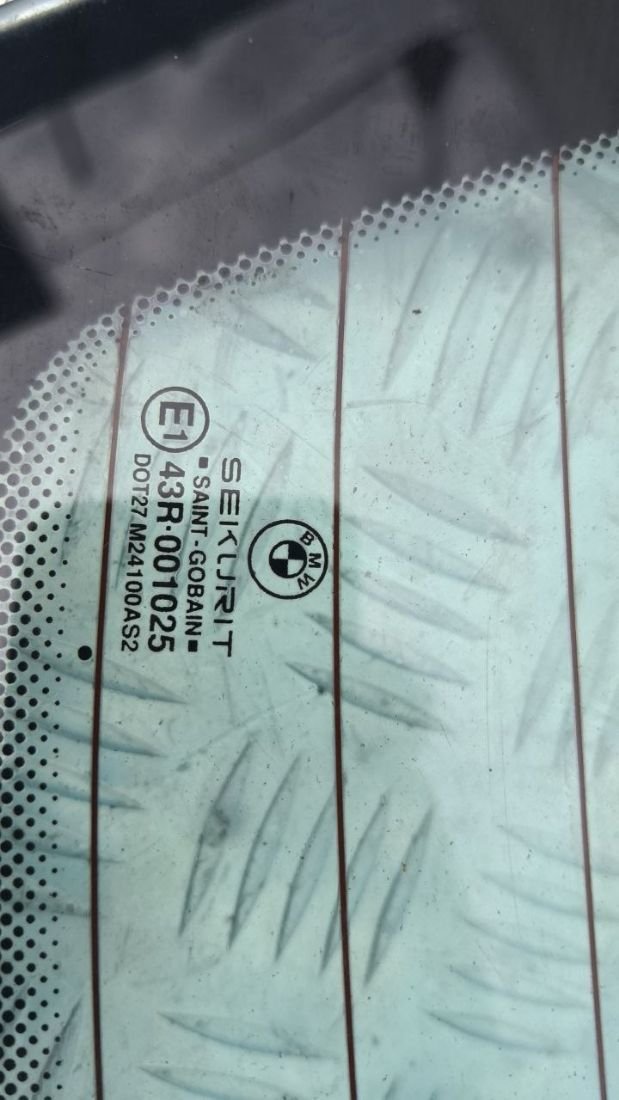 BMW
SEKURIT
▪ SAINT-GOBAIN ▪
E1 43R-001025
DOT27 M24100AS2